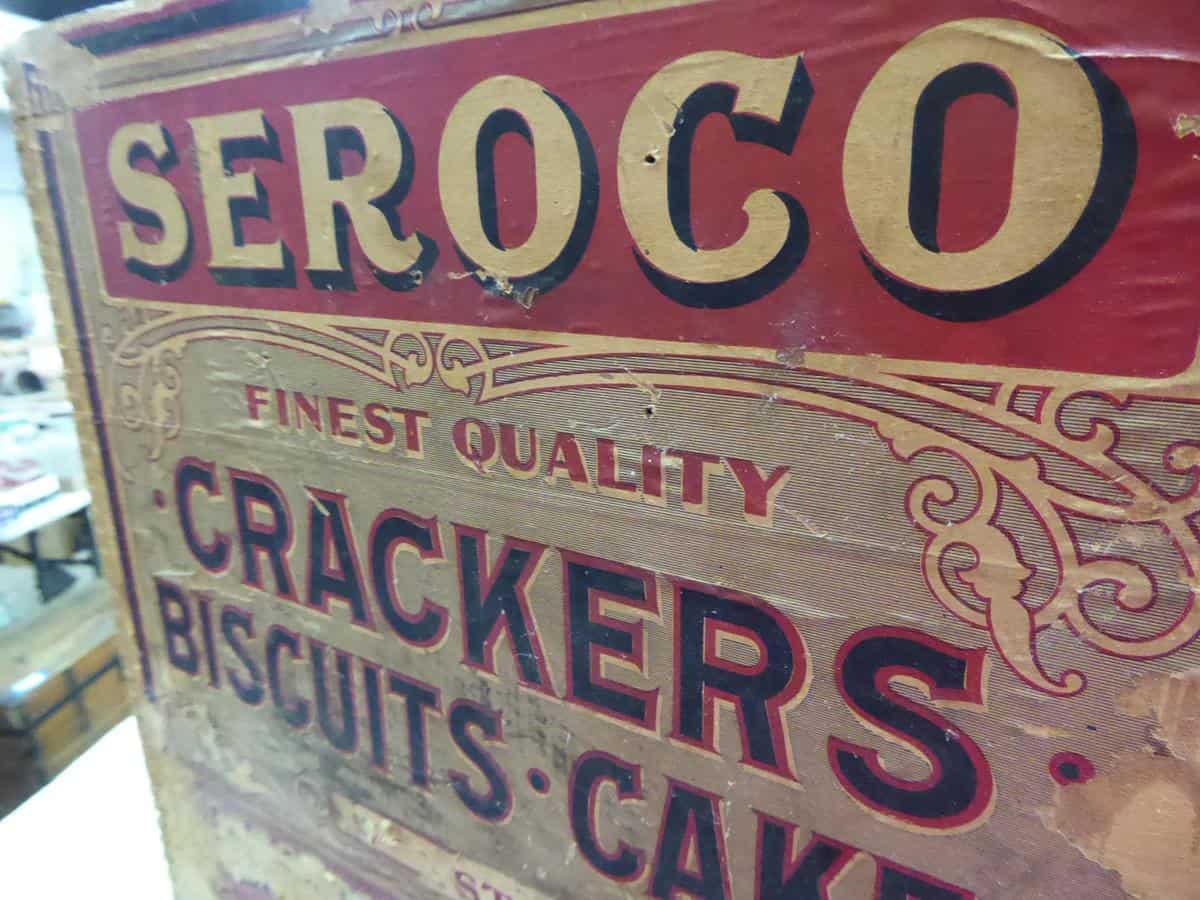 SEROCO
FINEST QUALITY
· CRACKERS ·
BISCUITS · CAKE